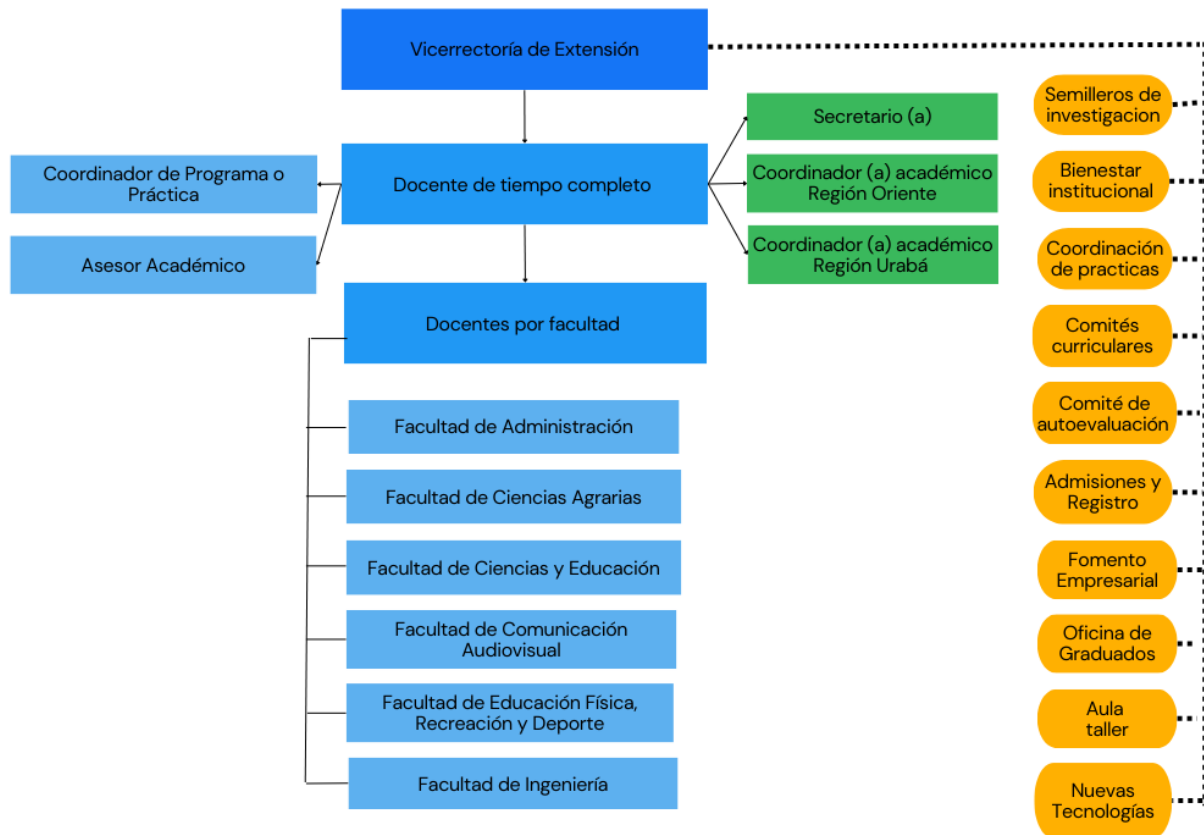 Vicerrectoría de Extensión
Docente de tiempo completo
Coordinador de Programa o
Práctica
Asesor Académico
Secretario (a)
Coordinador (a) académico
Región Oriente
Coordinador (a) académico
Región Urabá
Docentes por facultad
Facultad de Administración
Facultad de Ciencias Agrarias
Facultad de Ciencias y Educación
Facultad de Comunicación
Audiovisual
Facultad de Educación Física,
Recreación y Deporte
Facultad de Ingeniería
Semilleros de
investigacion
Bienestar
institucional
Coordinación
de practicas
Comités
curriculares
Comité de
autoevaluación
Admisiones y
Registro
Fomento
Empresarial
Oficina de
Graduados
Aula
taller
Nuevas
Tecnologías